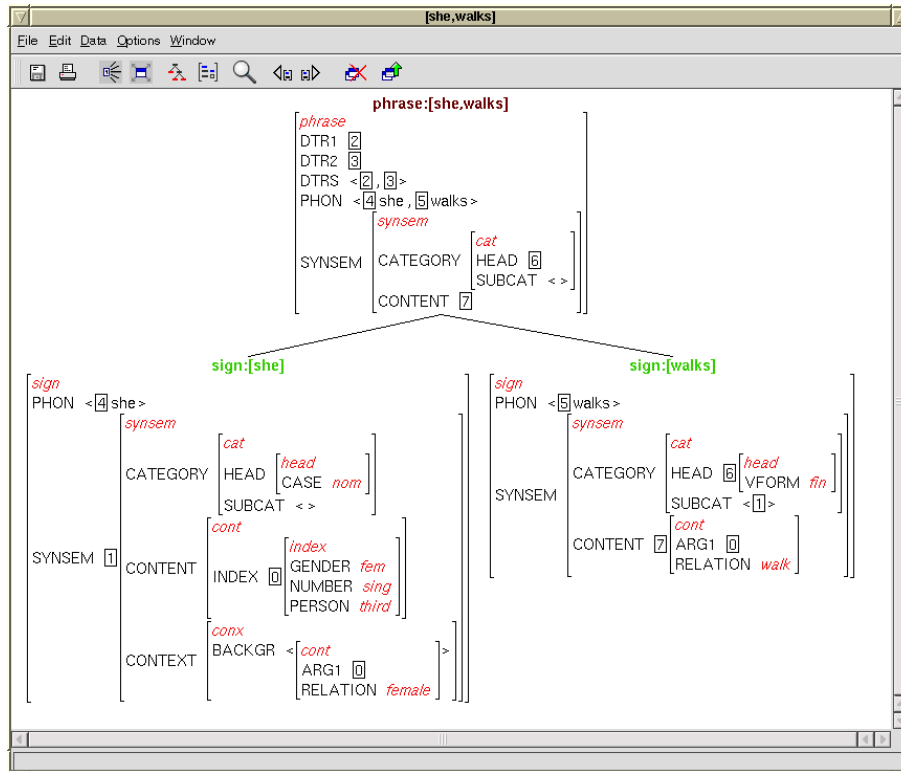 [she,walks]
File Edit Data Options Window
phrase:[she,walks]
phrase
DTR1 2
DTR2 3
DTRS <2,3>
PHON <4 she , 5 walks>
synsem
cat
HEAD 6
SYNSEM CATEGORY
SUBCAT < >
CONTENT 7
sign:[she]
sign
PHON <4 she>
synsem
cat
head
CATEGORY HEAD
CASE nom
SUBCAT < >
cont
index
GENDER fem
SYNSEM 1 CONTENT INDEX 0
NUMBER sing
PERSON third
conx
BACKGR < cont >
ARG1 0
CONTEXT
RELATION female
sign:[walks]
sign
PHON <5 walks>
synsem
cat
head
CATEGORY HEAD 6
VFORM fin
SYNSEM
SUBCAT <1>
cont
CONTENT 7 ARG1 0
RELATION walk